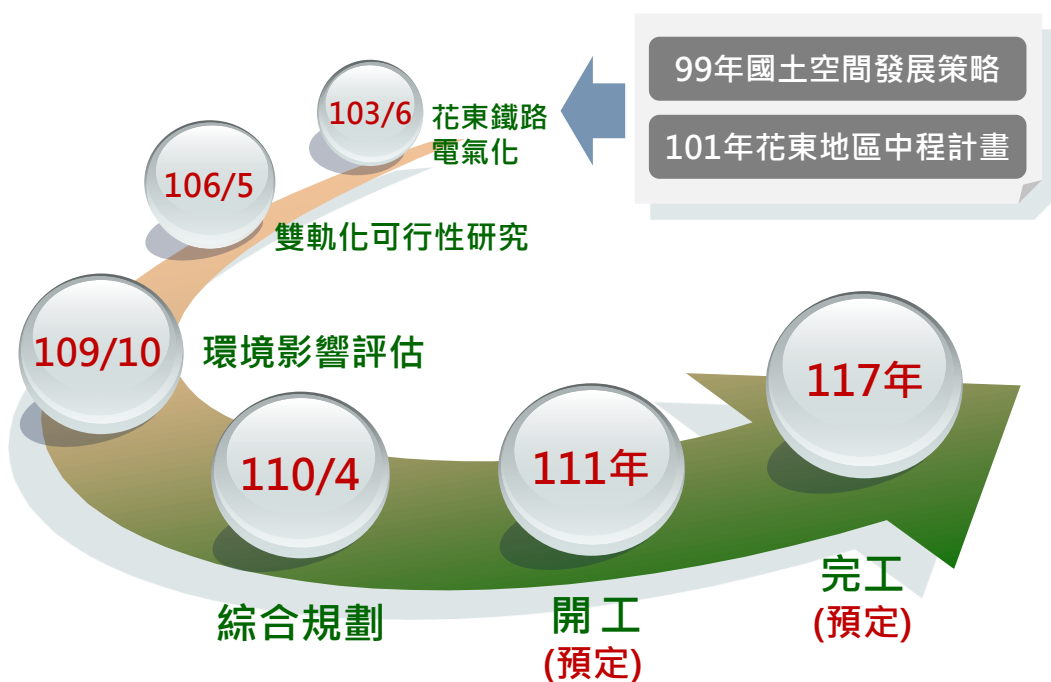 99年國土空間發展策略
101年花東地區中程計畫
103/6
花東鐵路
電氣化
106/5
雙軌化可行性研究
109/10
環境影響評估
110/4
綜合規劃
111年
開工
(預定)
117年
完工
(預定)